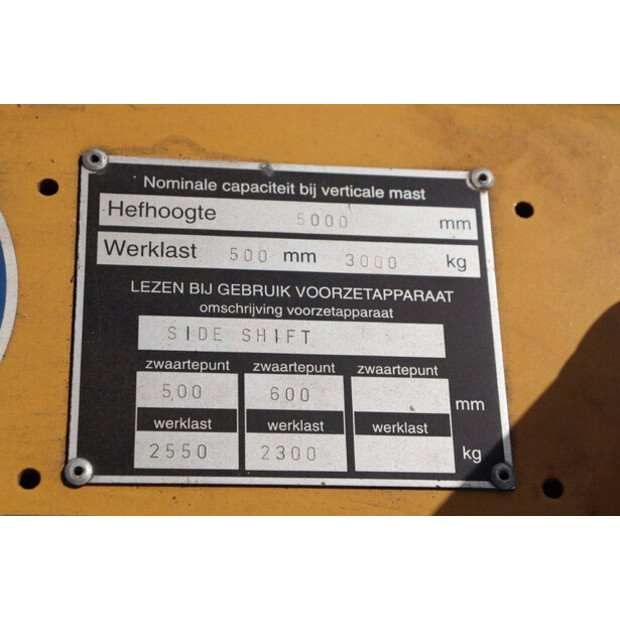 Nominale capaciteit bij verticale mast
Hefhoogte 5000 mm
Werklast 500 mm 3000 kg
LEZEN BIJ GEBRUIK VOORZETAPPARAAT
omschrijving voorzetapparaat
SIDE SHIFT
zwaartepunt zwaartepunt zwaartepunt
500 600 mm
werklast werklast werklast
2550 2300 kg